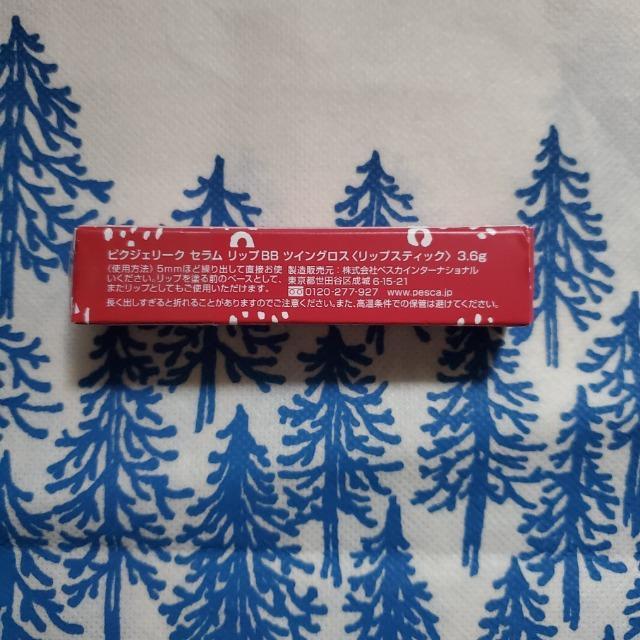 ピクジェリーク セラム リップBB ツイングロス〈リップスティック〉 3.6g
《使用方法》5mmほど繰り出して直接お使いください。リップを塗る前のベースとして、またリップとしてもご使用いただけます。
製造販売元：株式会社ペスカインターナショナル
東京都世田谷区成城 6-15-21
0120-277-987 www.pesca.jp/
長く出しすぎると折れることがありますのでご注意ください。また、高温条件での保管は避けてください。